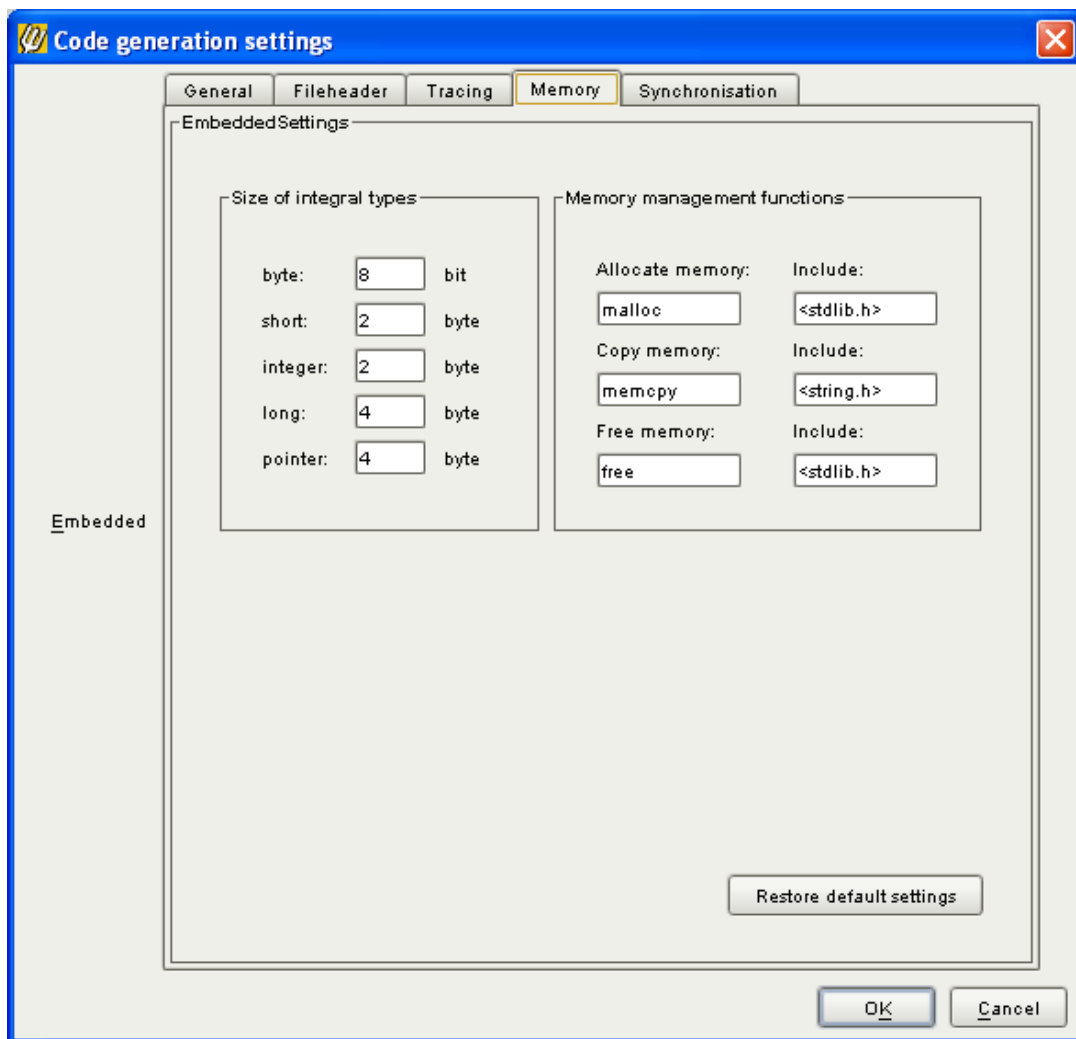 Code generation settings
General Fileheader Tracing Memory Synchronisation
EmbeddedSettings
Size of integral types
byte: 8 bit
short: 2 byte
integer: 2 byte
long: 4 byte
pointer: 4 byte
Memory management functions
Allocate memory: Include:
malloc <stdlib.h>
Copy memory: Include:
memcpy <string.h>
Free memory: Include:
free <stdlib.h>
Embedded
Restore default settings
OK Cancel